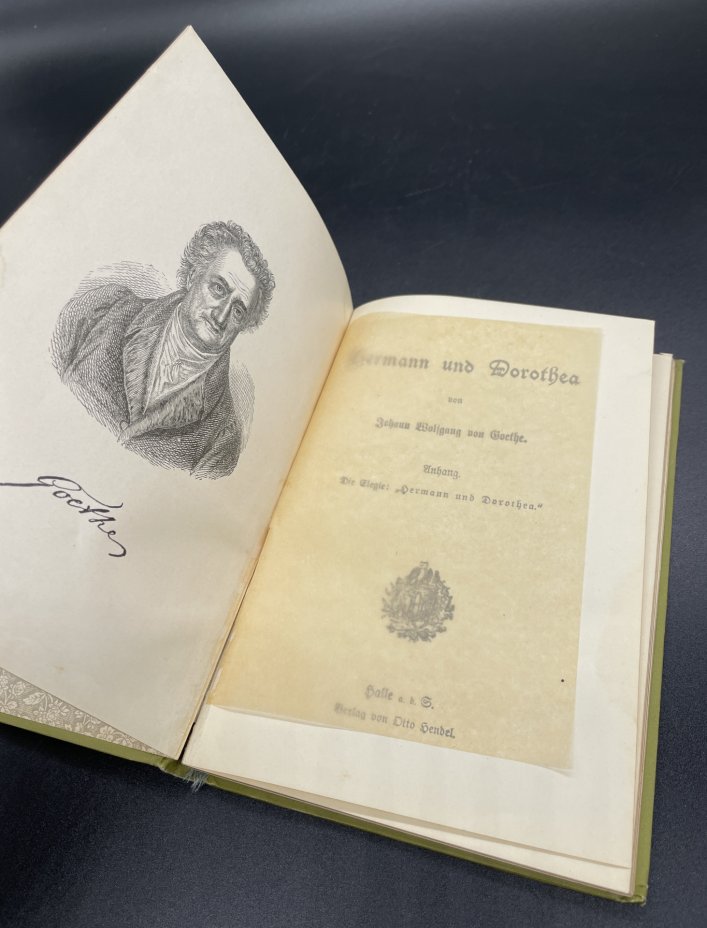 Goethe
Hermann und Dorothea
von
Johann Wolfgang von Goethe.
Anhang.
Die Elegie: „Hermann und Dorothea.“
Halle a. d. S.
Verlag von Otto Hendel.